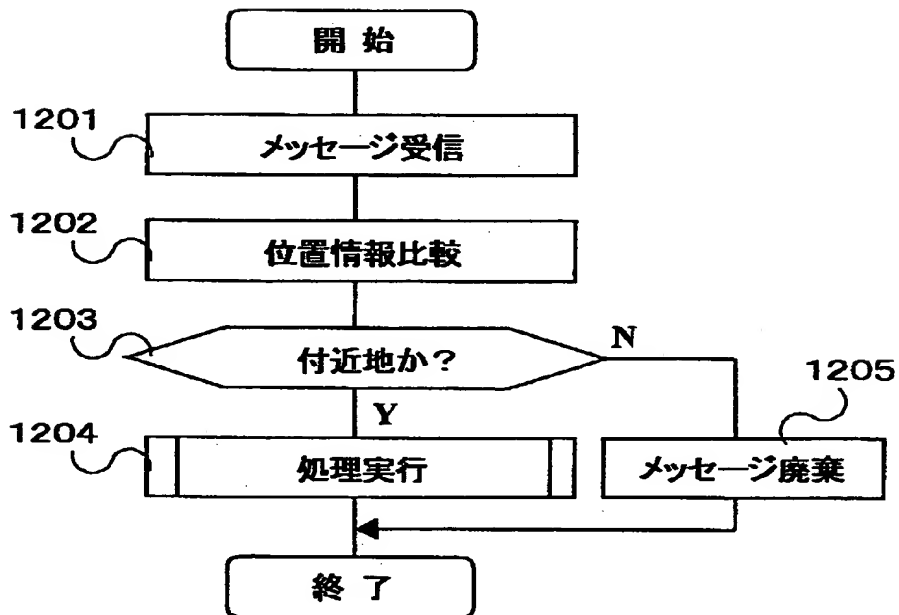 開 始
1201
メッセージ受信
1202
位置情報比較
1203
付近地か?
N
1205
Y
1204
処理実行
メッセージ廃棄
終 了